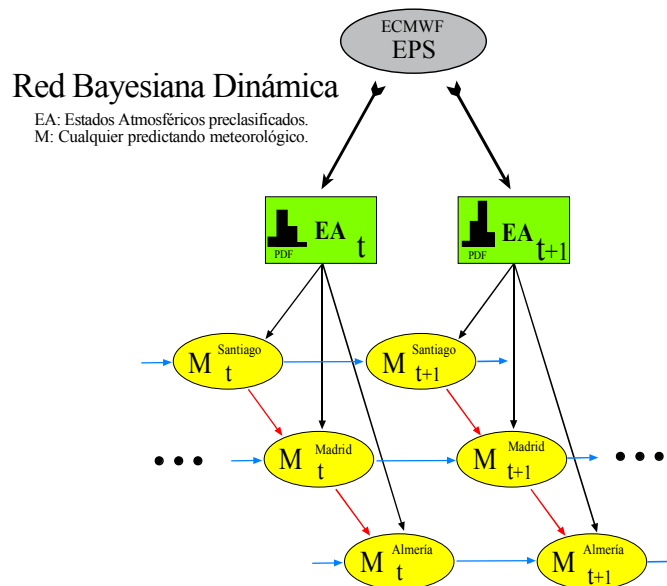 ECMWF
EPS
Red Bayesiana Dinámica
EA: Estados Atmosféricos preclasificados.
M: Cualquier predictando meteorológico.
EA t
PDF
EA t+1
PDF
M Santiago t
M Santiago t+1
M Madrid t
M Madrid t+1
M Almería t
M Almería t+1